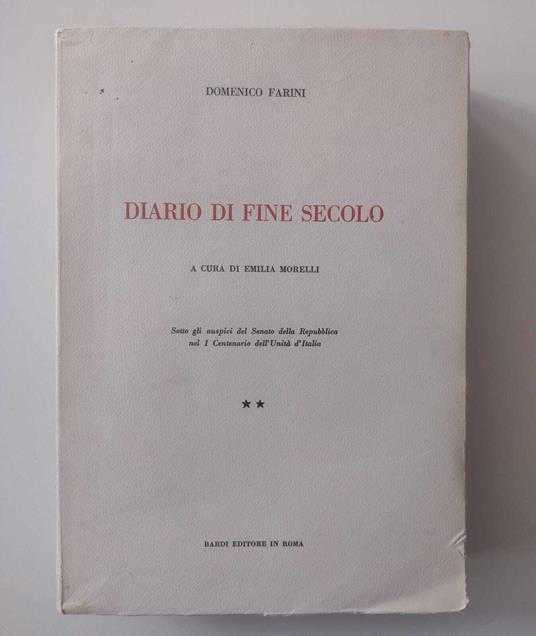 DOMENICO FARINI
DIARIO DI FINE SECOLO
A CURA DI EMILIA MORELLI
Sotto gli auspici del Senato della Repubblica
nel I Centenario dell'Unità d'Italia
★★
BARDI EDITORE IN ROMA